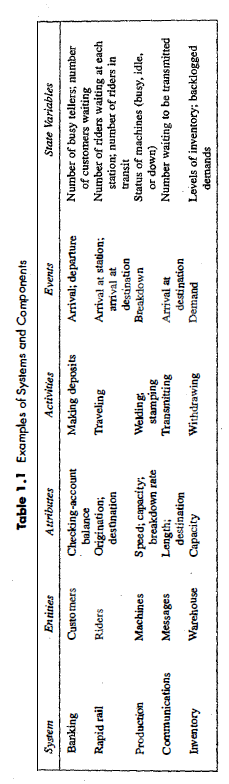 Table 1.1 Examples of Systems and Components
System Entities Attributes Activities Events State Variables
Banking Customers Checking-account Making deposits Arrival; departure Number of busy tellers; number
balance of customers waiting
Rapid rail Riders Origination; Traveling Arrival at station; Number of riders waiting at each
destination arrival at station; number of riders in
destination transit
Production Machines Speed; capacity; Welding; Breakdown Status of machines (busy, idle,
breakdown rate stamping or down)
Communications Messages Length; Transmitting Arrival at Number waiting to be transmitted
destination destination
Inventory Warehouse Capacity Withdrawing Demand Levels of inventory; backlogged
demands